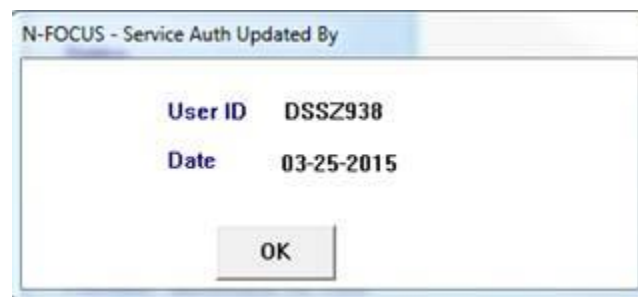 N-FOCUS - Service Auth Updated By
User ID DSSZ938
Date 03-25-2015
OK